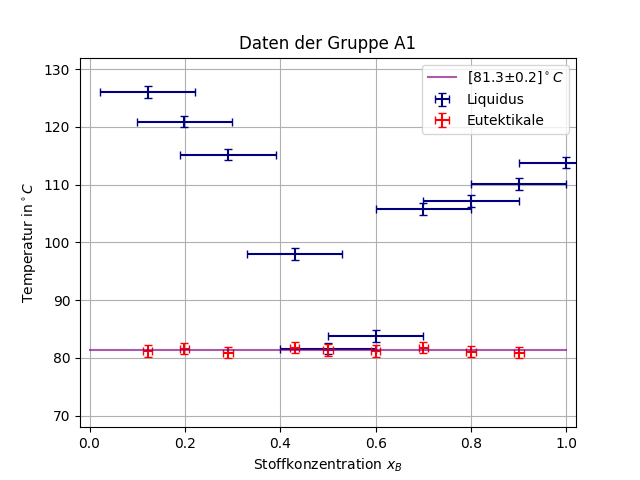 Daten der Gruppe A1
[81.3±0.2]°C
Liquidus
Eutektikale
130
120
110
100
90
80
70
Temperatur in °C
0.0 0.2 0.4 0.6 0.8 1.0
Stoffkonzentration x_B